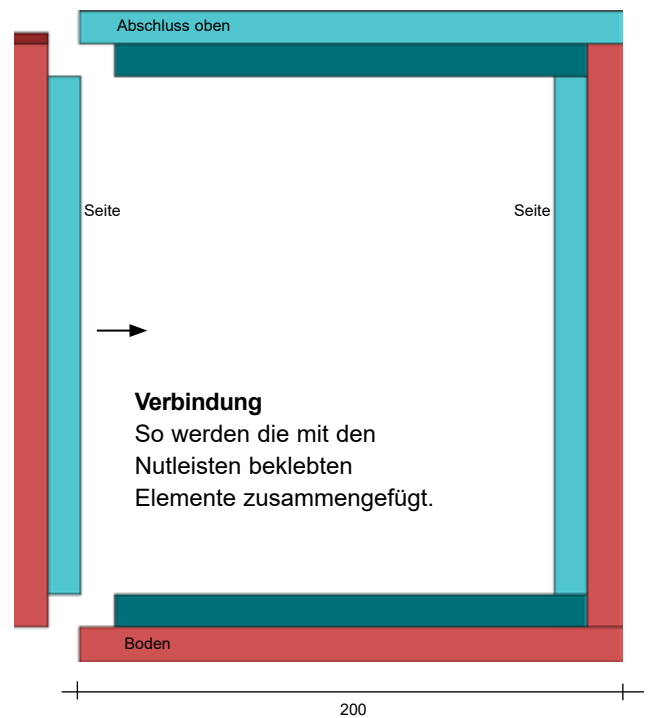 Abschluss oben
Seite
Seite
Verbindung
So werden die mit den
Nutleisten beklebten
Elemente zusammengefügt.
Boden
200